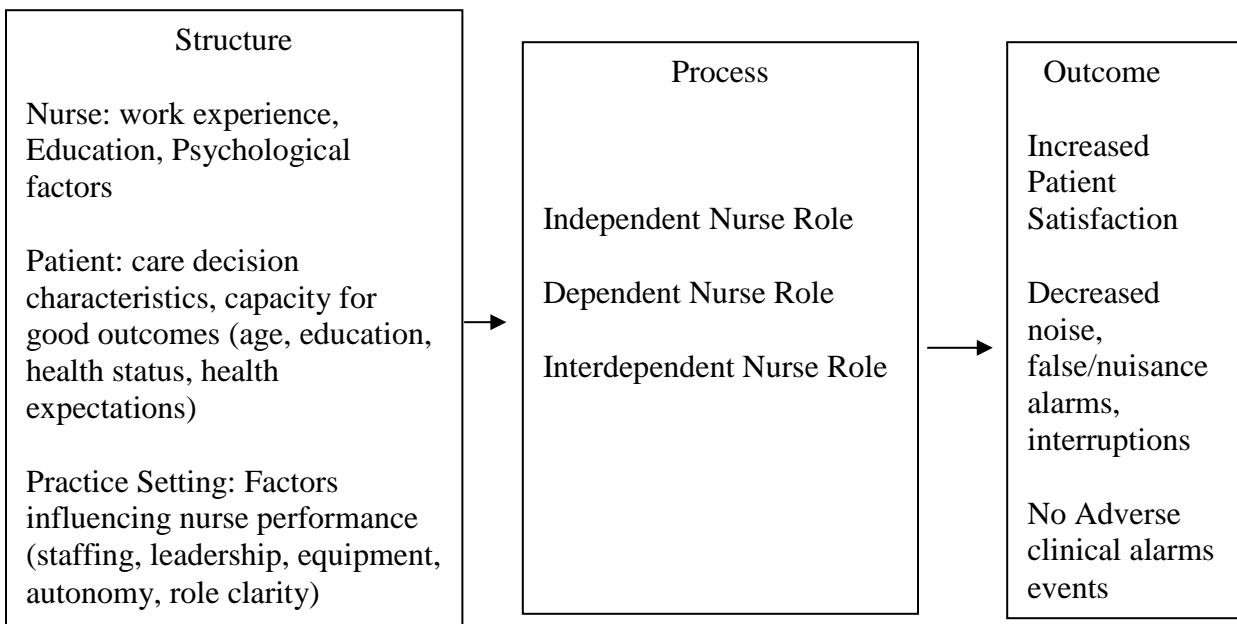 Structure
Nurse: work experience,
Education, Psychological
factors
Patient: care decision
characteristics, capacity for
good outcomes (age, education,
health status, health
expectations)
Practice Setting: Factors
influencing nurse performance
(staffing, leadership, equipment,
autonomy, role clarity)
Process
Independent Nurse Role
Dependent Nurse Role
Interdependent Nurse Role
Outcome
Increased
Patient
Satisfaction
Decreased
noise,
false/nuisance
alarms,
interruptions
No Adverse
clinical alarms
events